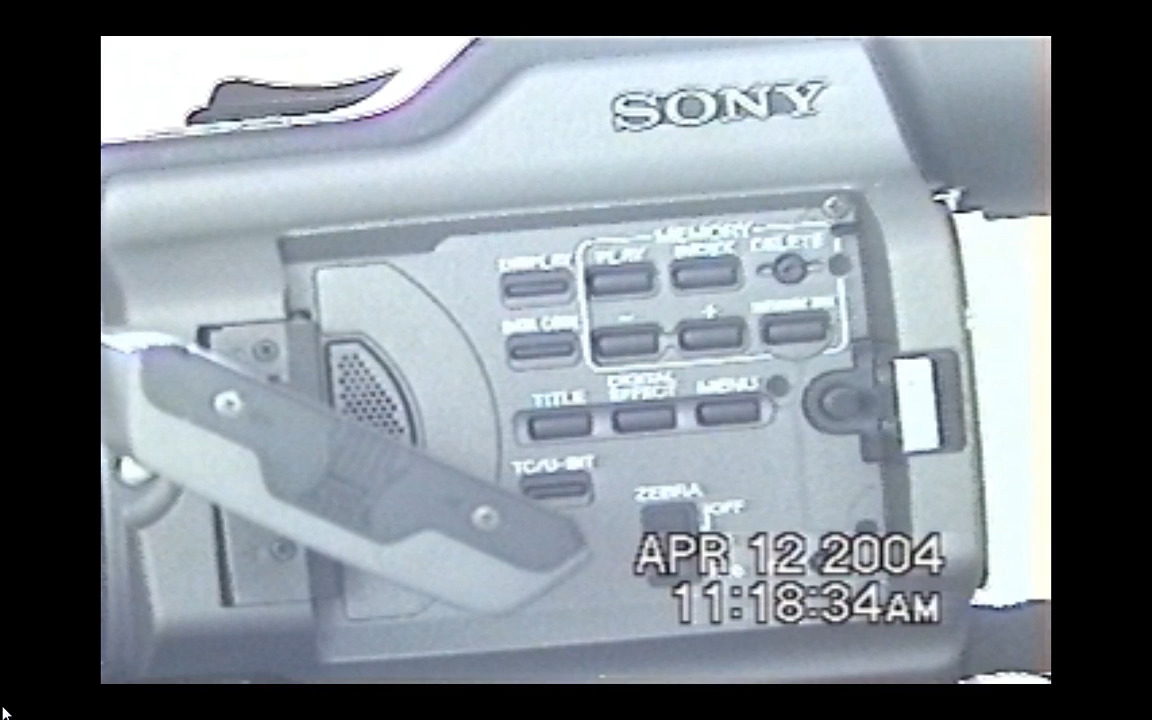 SONY
MEMORY
DISPLAY PLAY INDEX DELETE
DATA CODE - +
TITLE DIGITAL EFFECT MENU
TC/U-BIT
ZEBRA
OFF
APR 12 2004
11:18:34AM